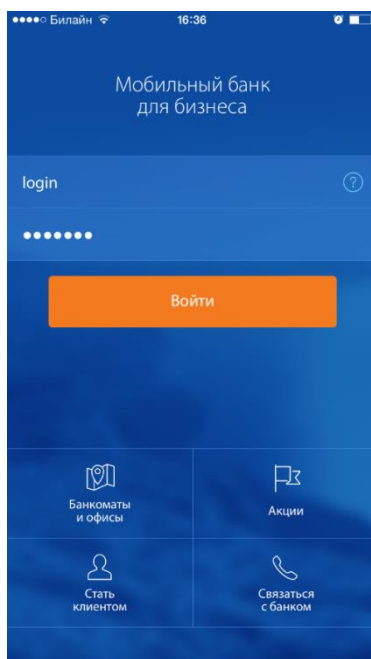 Билайн 16:36
Мобильный банк
для бизнеса
login
?
•••••••
Войти
Банкоматы
и офисы
Акции
Стать
клиентом
Связаться
с банком